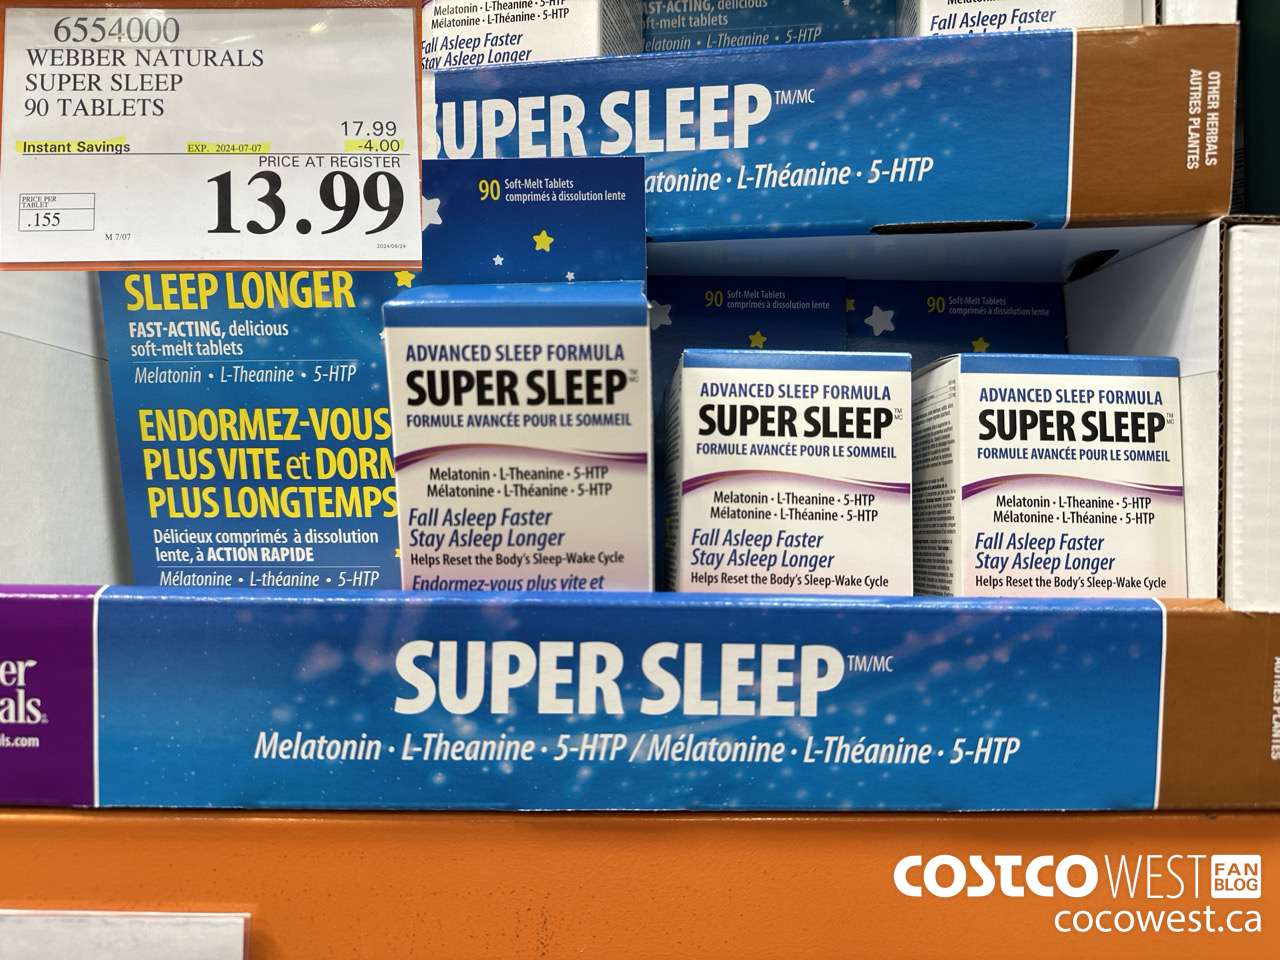 6554000
WEBBER NATURALS
SUPER SLEEP
90 TABLETS
17.99
Instant Savings EXP. 2024-07-07 -4.00
PRICE AT REGISTER
13.99
PRICE PER
TABLET
.155
M 7/07
2024/06/24
Melatonin · L-Theanine · 5-HTP
Mélatonine · L-Théanine · 5-HTP
Fall Asleep Faster
Stay Asleep Longer
FAST-ACTING, delicious
soft-melt tablets
Melatonin · L-Theanine · 5-HTP
Fall Asleep Faster
SUPER SLEEP TM/MC
L-Théanine · 5-HTP
OTHER HERBALS
AUTRES PLANTES
90 Soft-Melt Tablets
comprimés à dissolution lente
90 Soft-Melt Tablets
comprimés à dissolution lente
90 Soft-Melt Tablets
comprimés à dissolution lente
SLEEP LONGER
FAST-ACTING, delicious
soft-melt tablets
Melatonin · L-Theanine · 5-HTP
ENDORMEZ-VOUS
PLUS VITE et
PLUS LONGTEMPS
Délicieux comprimés à dissolution
lente, à ACTION RAPIDE
Mélatonine · L-théanine · 5-HTP
ADVANCED SLEEP FORMULA
SUPER SLEEP TM MC
FORMULE AVANCÉE POUR LE SOMMEIL
Melatonin · L-Theanine · 5-HTP
Mélatonine · L-Théanine · 5-HTP
Fall Asleep Faster
Stay Asleep Longer
Helps Reset the Body's Sleep-Wake Cycle
Endormez-vous plus vite et
ADVANCED SLEEP FORMULA
SUPER SLEEP TM MC
FORMULE AVANCÉE POUR LE SOMMEIL
Melatonin · L-Theanine · 5-HTP
Mélatonine · L-Théanine · 5-HTP
Fall Asleep Faster
Stay Asleep Longer
Helps Reset the Body's Sleep-Wake Cycle
ADVANCED SLEEP FORMULA
SUPER SLEEP TM MC
FORMULE AVANCÉE POUR LE SOMMEIL
Melatonin · L-Theanine · 5-HTP
Mélatonine · L-Théanine · 5-HTP
Fall Asleep Faster
Stay Asleep Longer
Helps Reset the Body's Sleep-Wake Cycle
SUPER SLEEP TM/MC
Melatonin · L-Theanine · 5-HTP / Mélatonine · L-Théanine · 5-HTP
COSTCO WEST FAN BLOG
cocowest.ca